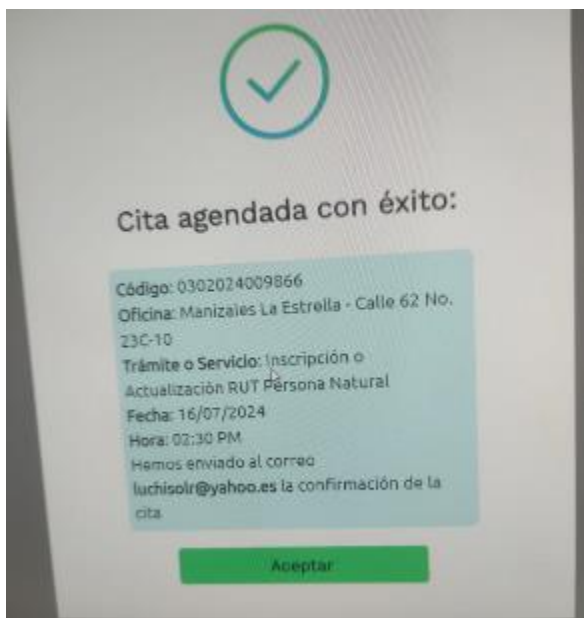 Cita agendada con éxito:
Código: 0302024009866
Oficina: Manizales La Estrella - Calle 62 No.
23C-10
Trámite o Servicio: Inscripción o
Actualización RUT Persona Natural
Fecha: 16/07/2024
Hora: 02:30 PM
Hemos enviado al correo
luchisolr@yahoo.es la confirmación de la
cita
Aceptar